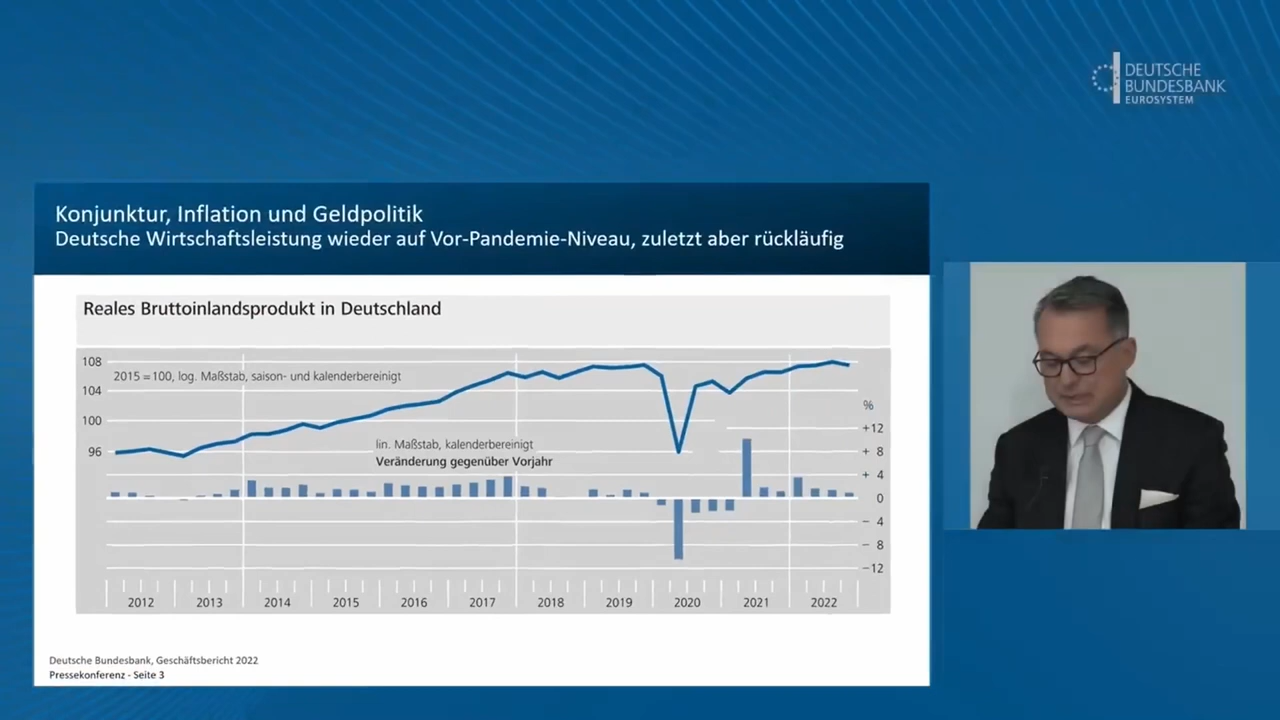 DEUTSCHE
BUNDESBANK
EUROSYSTEM
Konjunktur, Inflation und Geldpolitik
Deutsche Wirtschaftsleistung wieder auf Vor-Pandemie-Niveau, zuletzt aber rückläufig
Reales Bruttoinlandsprodukt in Deutschland
108
2015 = 100, log. Maßstab, saison- und kalenderbereinigt
104
100
96
%
lin. Maßstab, kalenderbereinigt
Veränderung gegenüber Vorjahr
+12
+ 8
+ 4
0
− 4
− 8
−12
2012 2013 2014 2015 2016 2017 2018 2019 2020 2021 2022
Deutsche Bundesbank, Geschäftsbericht 2022
Pressekonferenz - Seite 3